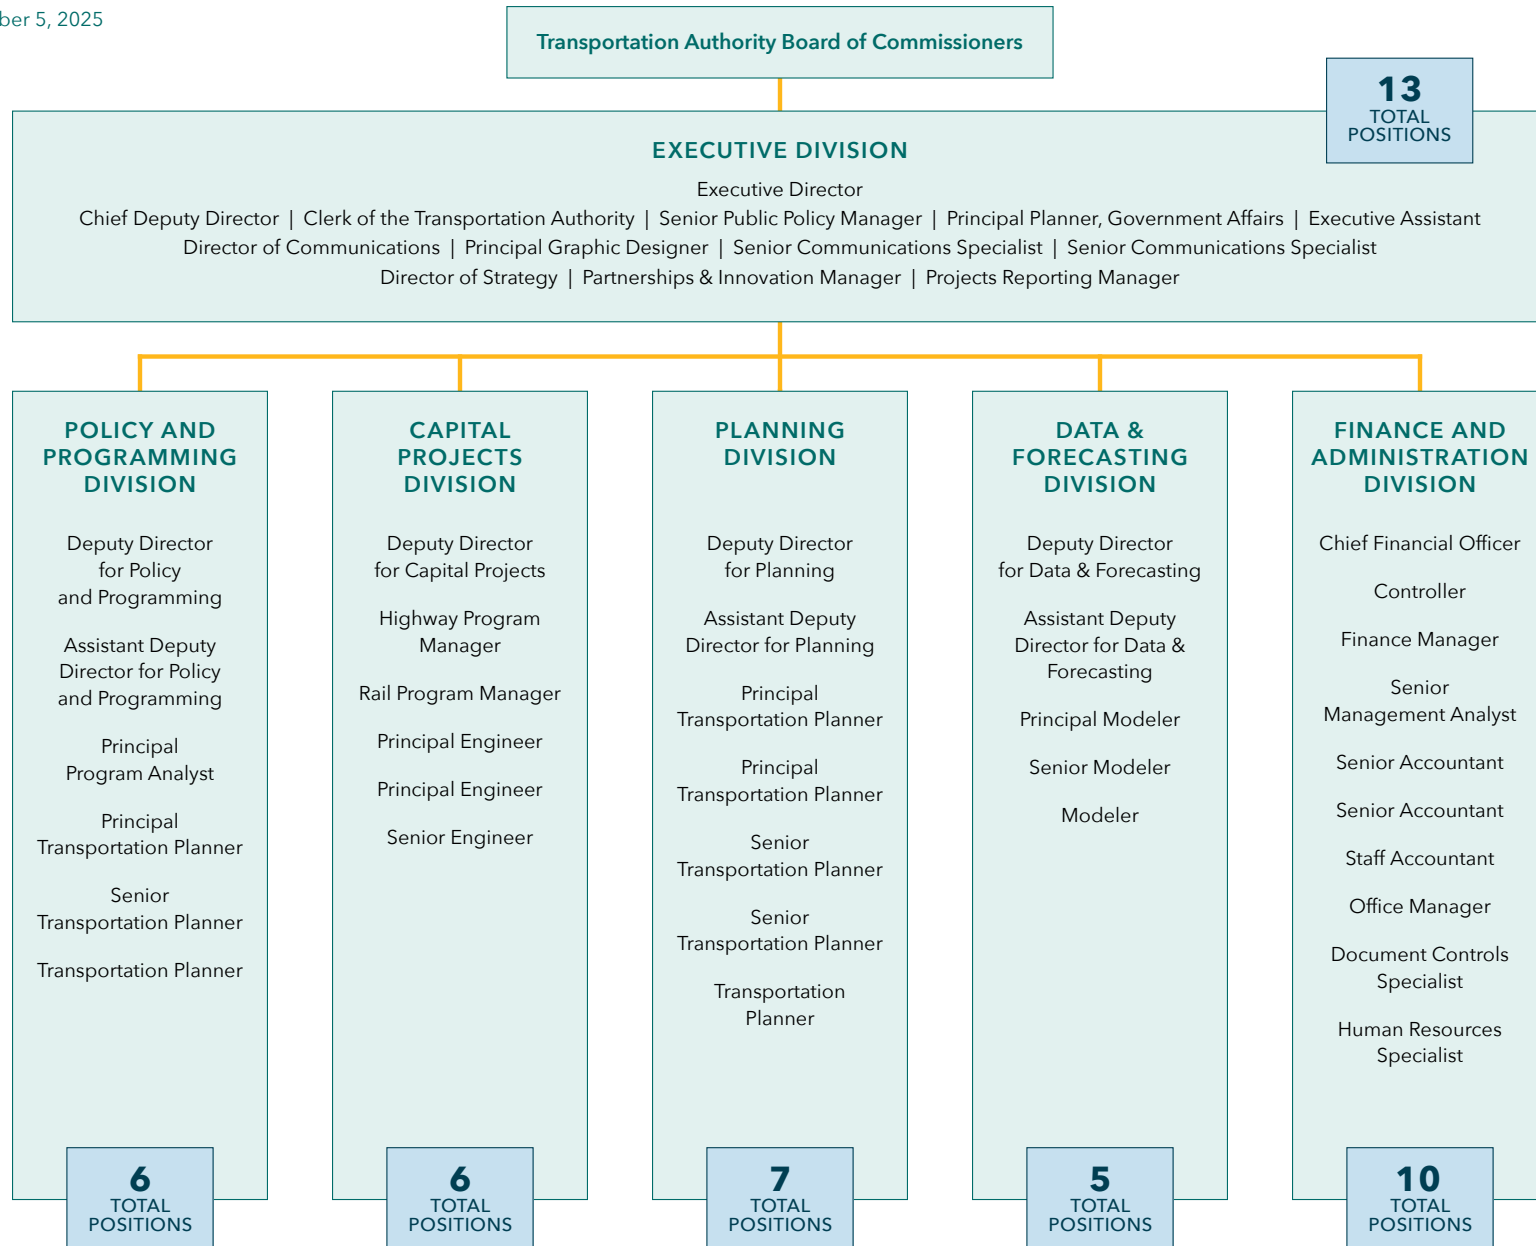 ber 5, 2025
Transportation Authority Board of Commissioners
13
TOTAL
POSITIONS
EXECUTIVE DIVISION
Executive Director
Chief Deputy Director | Clerk of the Transportation Authority | Senior Public Policy Manager | Principal Planner, Government Affairs | Executive Assistant
Director of Communications | Principal Graphic Designer | Senior Communications Specialist | Senior Communications Specialist
Director of Strategy | Partnerships & Innovation Manager | Projects Reporting Manager
POLICY AND
PROGRAMMING
DIVISION
Deputy Director
for Policy
and Programming
Assistant Deputy
Director for Policy
and Programming
Principal
Program Analyst
Principal
Transportation Planner
Senior
Transportation Planner
Transportation Planner
6
TOTAL
POSITIONS
CAPITAL
PROJECTS
DIVISION
Deputy Director
for Capital Projects
Highway Program
Manager
Rail Program Manager
Principal Engineer
Principal Engineer
Senior Engineer
6
TOTAL
POSITIONS
PLANNING
DIVISION
Deputy Director
for Planning
Assistant Deputy
Director for Planning
Principal
Transportation Planner
Principal
Transportation Planner
Senior
Transportation Planner
Senior
Transportation Planner
Transportation
Planner
7
TOTAL
POSITIONS
DATA &
FORECASTING
DIVISION
Deputy Director
for Data & Forecasting
Assistant Deputy
Director for Data &
Forecasting
Principal Modeler
Senior Modeler
Modeler
5
TOTAL
POSITIONS
FINANCE AND
ADMINISTRATION
DIVISION
Chief Financial Officer
Controller
Finance Manager
Senior
Management Analyst
Senior Accountant
Senior Accountant
Staff Accountant
Office Manager
Document Controls
Specialist
Human Resources
Specialist
10
TOTAL
POSITIONS